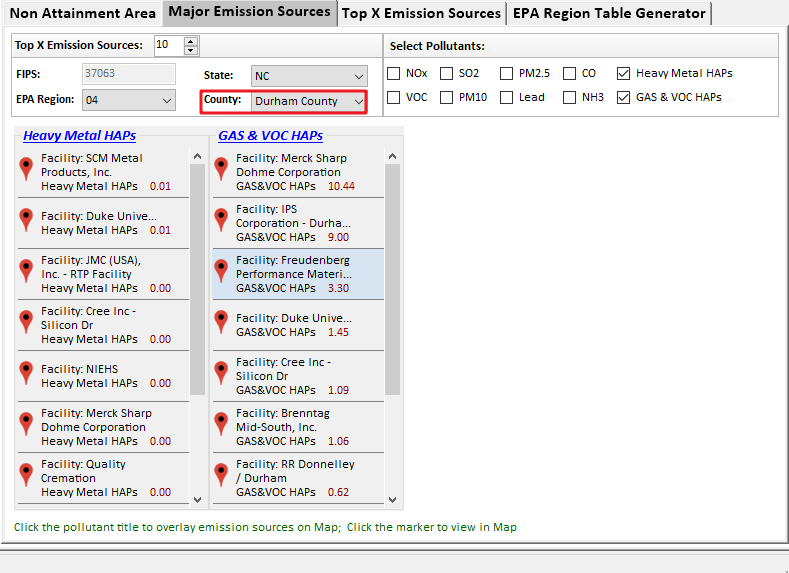 Non Attainment Area
Major Emission Sources
Top X Emission Sources
EPA Region Table Generator
Top X Emission Sources:
10
FIPS:
37063
State:
NC
EPA Region:
04
County:
Durham County
Select Pollutants:
NOx
SO2
PM2.5
CO
Heavy Metal HAPs
VOC
PM10
Lead
NH3
GAS & VOC HAPs
Heavy Metal HAPs
Facility: SCM Metal
Products, Inc.
Heavy Metal HAPs 0.01
Facility: Duke Unive...
Heavy Metal HAPs 0.01
Facility: JMC (USA),
Inc. - RTP Facility
Heavy Metal HAPs 0.00
Facility: Cree Inc -
Silicon Dr
Heavy Metal HAPs 0.00
Facility: NIEHS
Heavy Metal HAPs 0.00
Facility: Merck Sharp
Dohme Corporation
Heavy Metal HAPs 0.00
Facility: Quality
Cremation
Heavy Metal HAPs 0.00
GAS & VOC HAPs
Facility: Merck Sharp
Dohme Corporation
GAS&VOC HAPs 10.44
Facility: IPS
Corporation - Durha...
GAS&VOC HAPs 9.00
Facility: Freudenberg
Performance Materi...
GAS&VOC HAPs 3.30
Facility: Duke Unive...
GAS&VOC HAPs 1.45
Facility: Cree Inc -
Silicon Dr
GAS&VOC HAPs 1.09
Facility: Brenntag
Mid-South, Inc.
GAS&VOC HAPs 1.06
Facility: RR Donnelley
/ Durham
GAS&VOC HAPs 0.62
Click the pollutant title to overlay emission sources on Map; Click the marker to view in Map